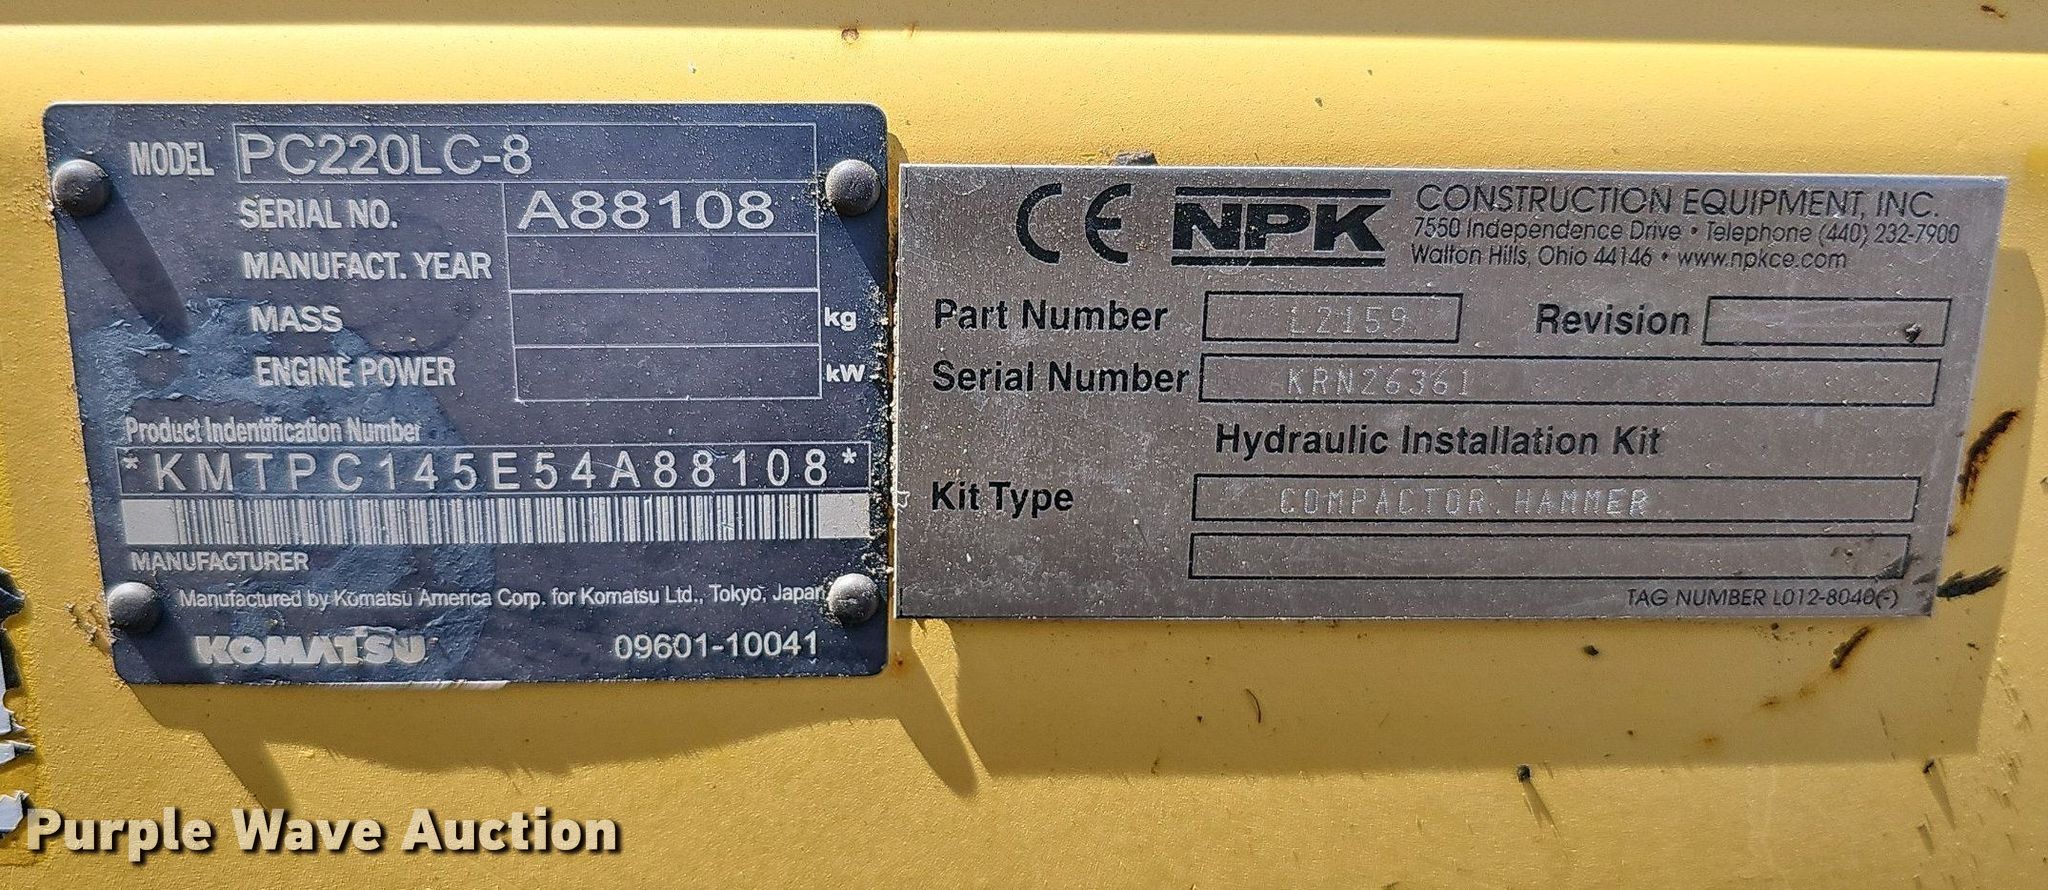 MODEL PC220LC-8
SERIAL NO. A88108
MANUFACT. YEAR
MASS kg
ENGINE POWER kW
Product Indentification Number
*KMTPC145E54A88108*
MANUFACTURER
Manufactured by Komatsu America Corp. for Komatsu Ltd., Tokyo, Japan
KOMATSU 09601-10041
CE NPK CONSTRUCTION EQUIPMENT, INC.
7550 Independence Drive • Telephone (440) 232-7900
Walton Hills, Ohio 44146 • www.npkce.com
Part Number L2159 Revision
Serial Number KRN26361
Hydraulic Installation Kit
Kit Type COMPACTOR.HAMMER
TAG NUMBER L012-8040(-)
Purple Wave Auction